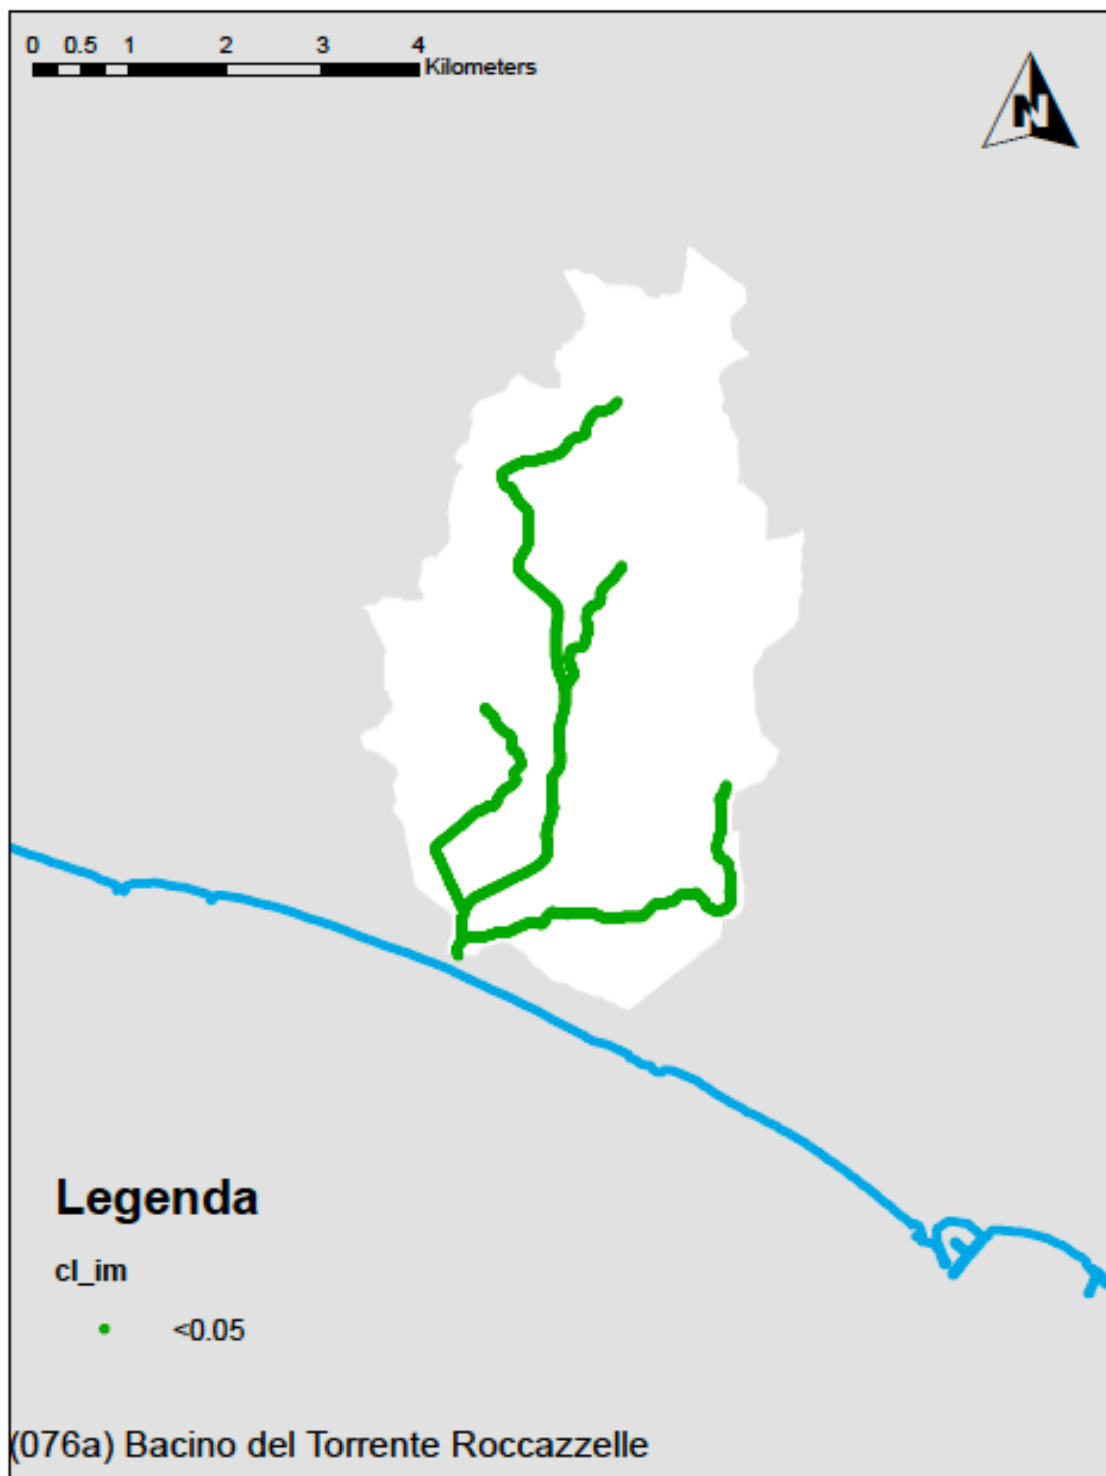 0 0.5 1 2 3 4
Kilometers
N
Legenda
cl_im
<0.05
(076a) Bacino del Torrente Roccazzelle